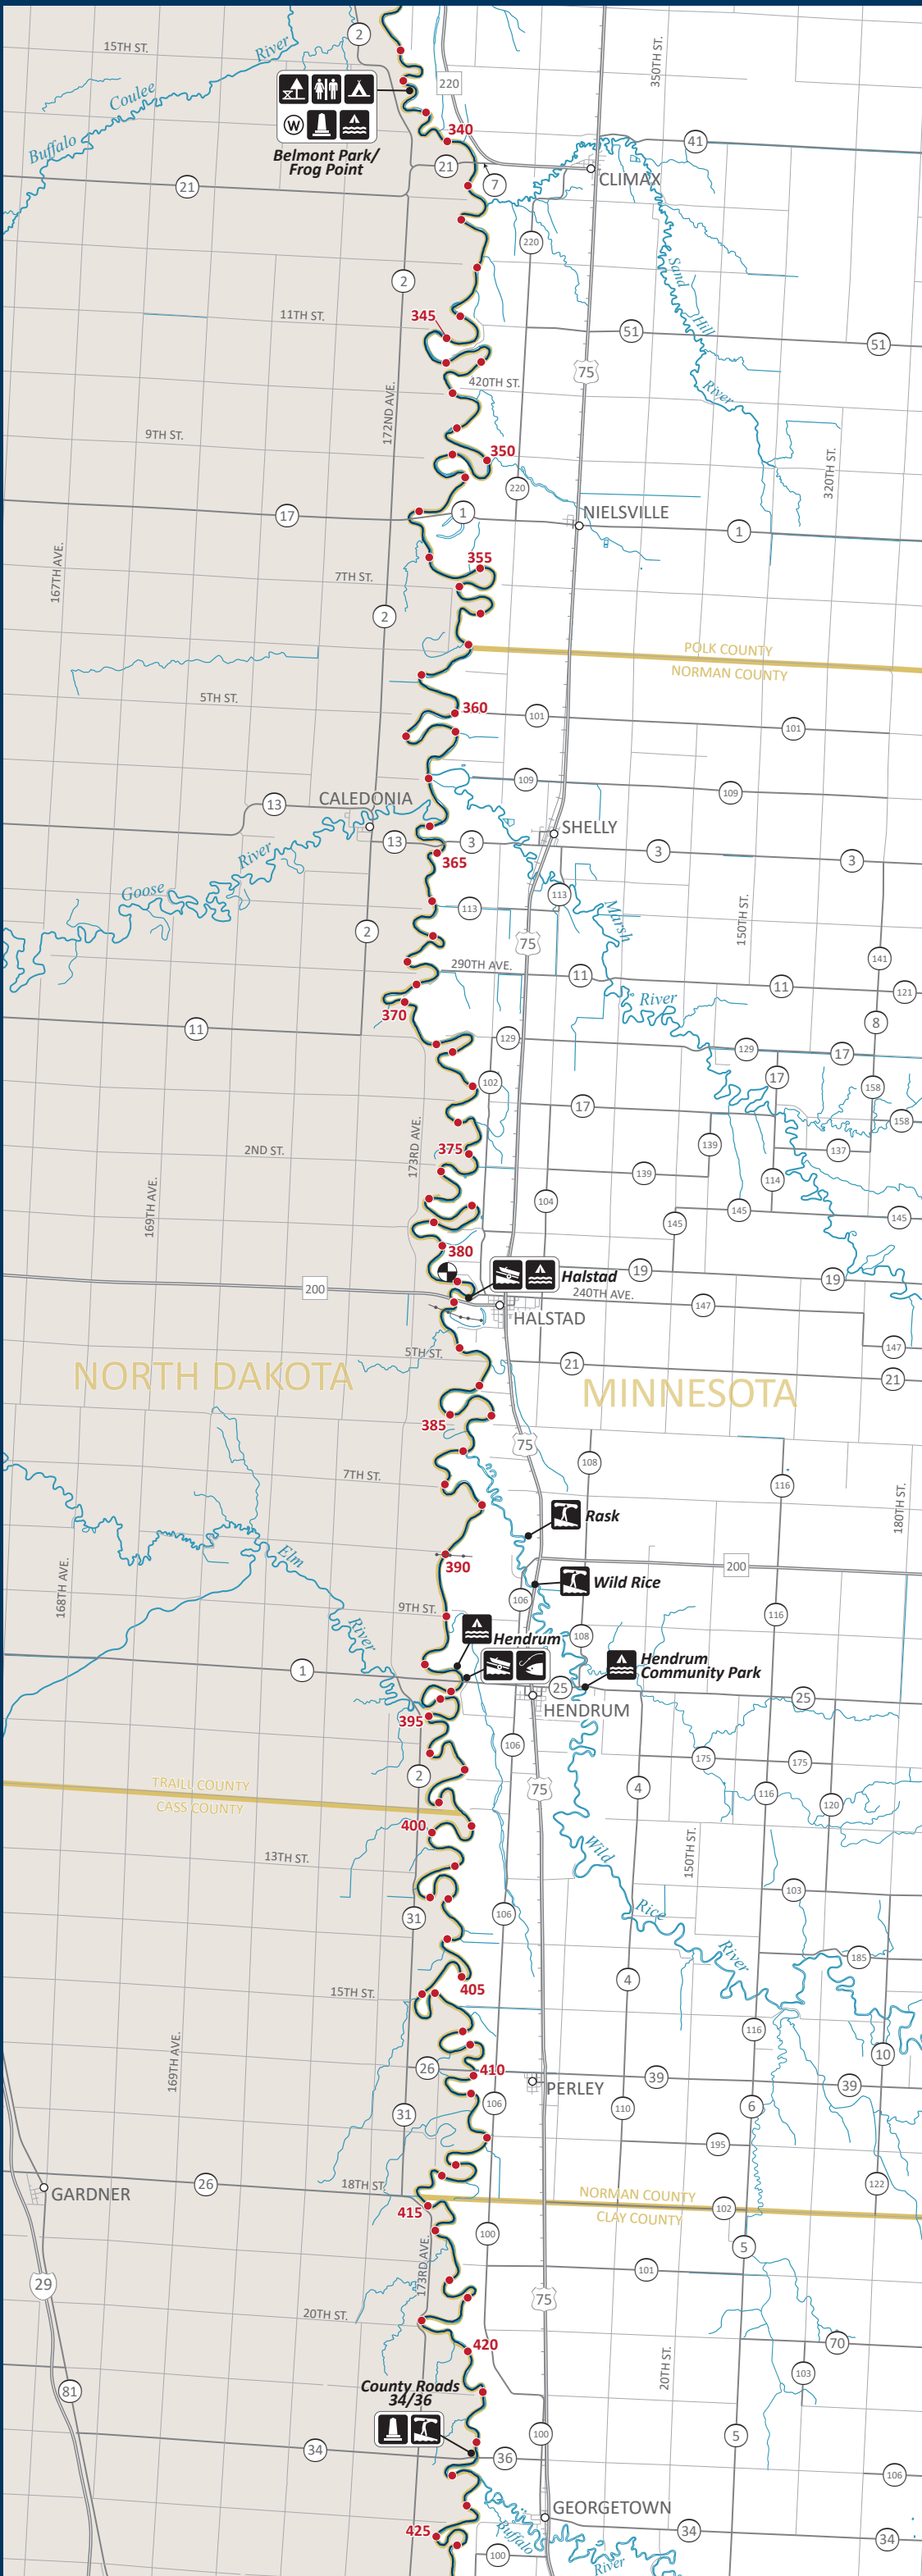 15TH ST.
2
River
220
350TH ST.
Coulee
Buffalo
W
Belmont Park/
Frog Point
340
41
21
21
7
CLIMAX
220
2
Sand
Hill
River
11TH ST.
345
51
51
75
420TH ST.
172ND AVE.
9TH ST.
350
320TH ST.
220
17
1
NIELSVILLE
1
355
167TH AVE.
7TH ST.
2
POLK COUNTY
NORMAN COUNTY
5TH ST.
360
101
101
109
109
CALEDONIA
13
SHELLY
13
3
3
3
365
River
Goose
113
113
Marsh
150TH ST.
2
75
141
290TH AVE.
11
11
121
River
370
11
8
129
129
17
102
17
158
17
158
173RD AVE.
139
137
2ND ST.
375
139
114
169TH AVE.
104
145
145
145
380
Halstad
19
19
200
240TH AVE.
147
HALSTAD
147
5TH ST.
21
21
NORTH DAKOTA
MINNESOTA
385
75
108
7TH ST.
116
180TH ST.
Rask
Elm
390
200
168TH AVE.
Wild Rice
106
116
9TH ST.
River
108
Hendrum
Hendrum
Community Park
1
25
25
HENDRUM
395
106
175
175
2
75
4
116
120
TRAILL COUNTY
CASS COUNTY
400
Wild
150TH ST.
13TH ST.
103
31
106
Rice
River
185
4
405
15TH ST.
116
169TH AVE.
10
26
410
39
39
PERLEY
106
110
6
31
195
18TH ST.
26
122
GARDNER
NORMAN COUNTY
CLAY COUNTY
102
415
100
5
173RD AVE.
101
29
75
20TH ST.
420
70
20TH ST.
103
County Roads
34/36
81
100
5
34
36
106
GEORGETOWN
425
Buffalo
River
34
34
100